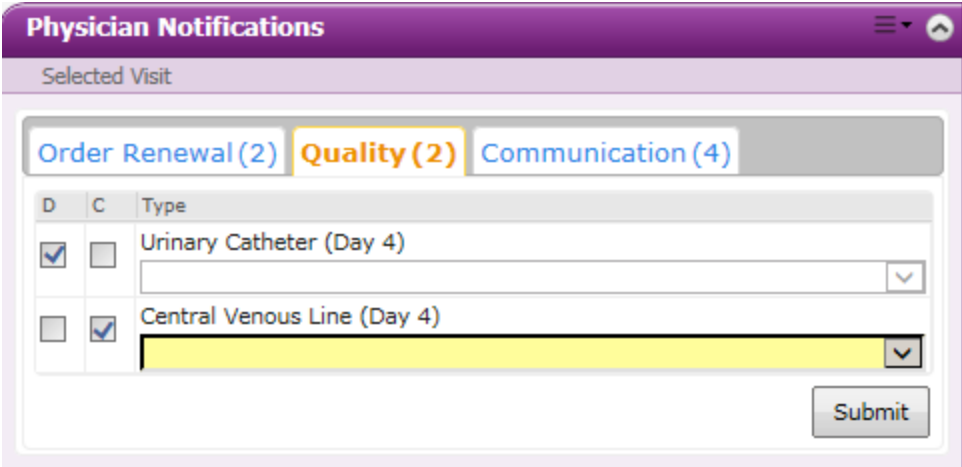 Physician Notifications
Selected Visit
Order Renewal (2) Quality (2) Communication (4)
D C Type
Urinary Catheter (Day 4)
Central Venous Line (Day 4)
Submit